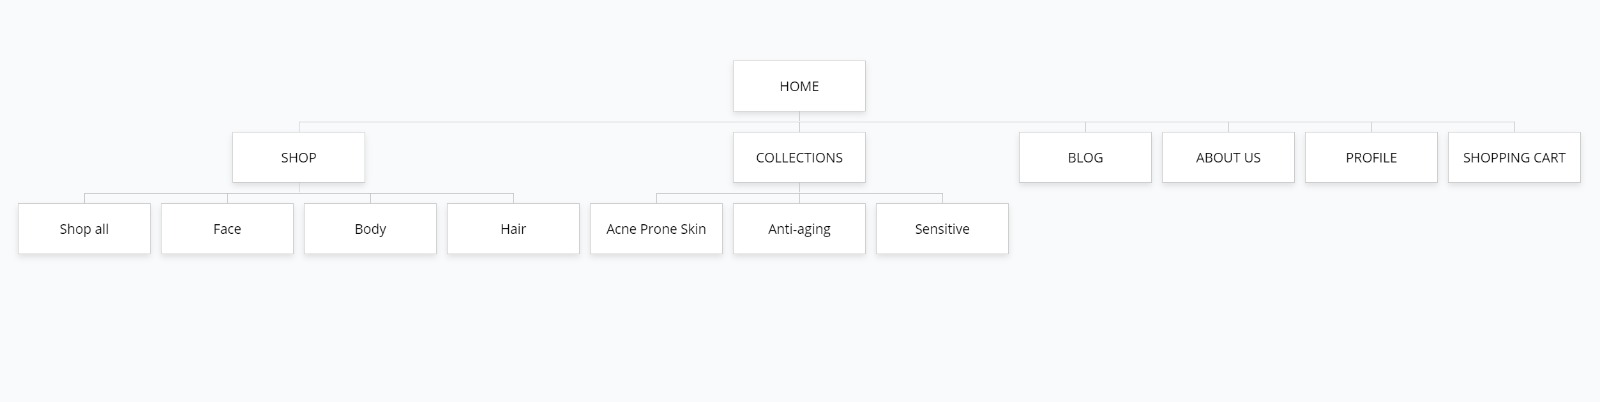 HOME
SHOP
COLLECTIONS
BLOG
ABOUT US
PROFILE
SHOPPING CART
Shop all
Face
Body
Hair
Acne Prone Skin
Anti-aging
Sensitive